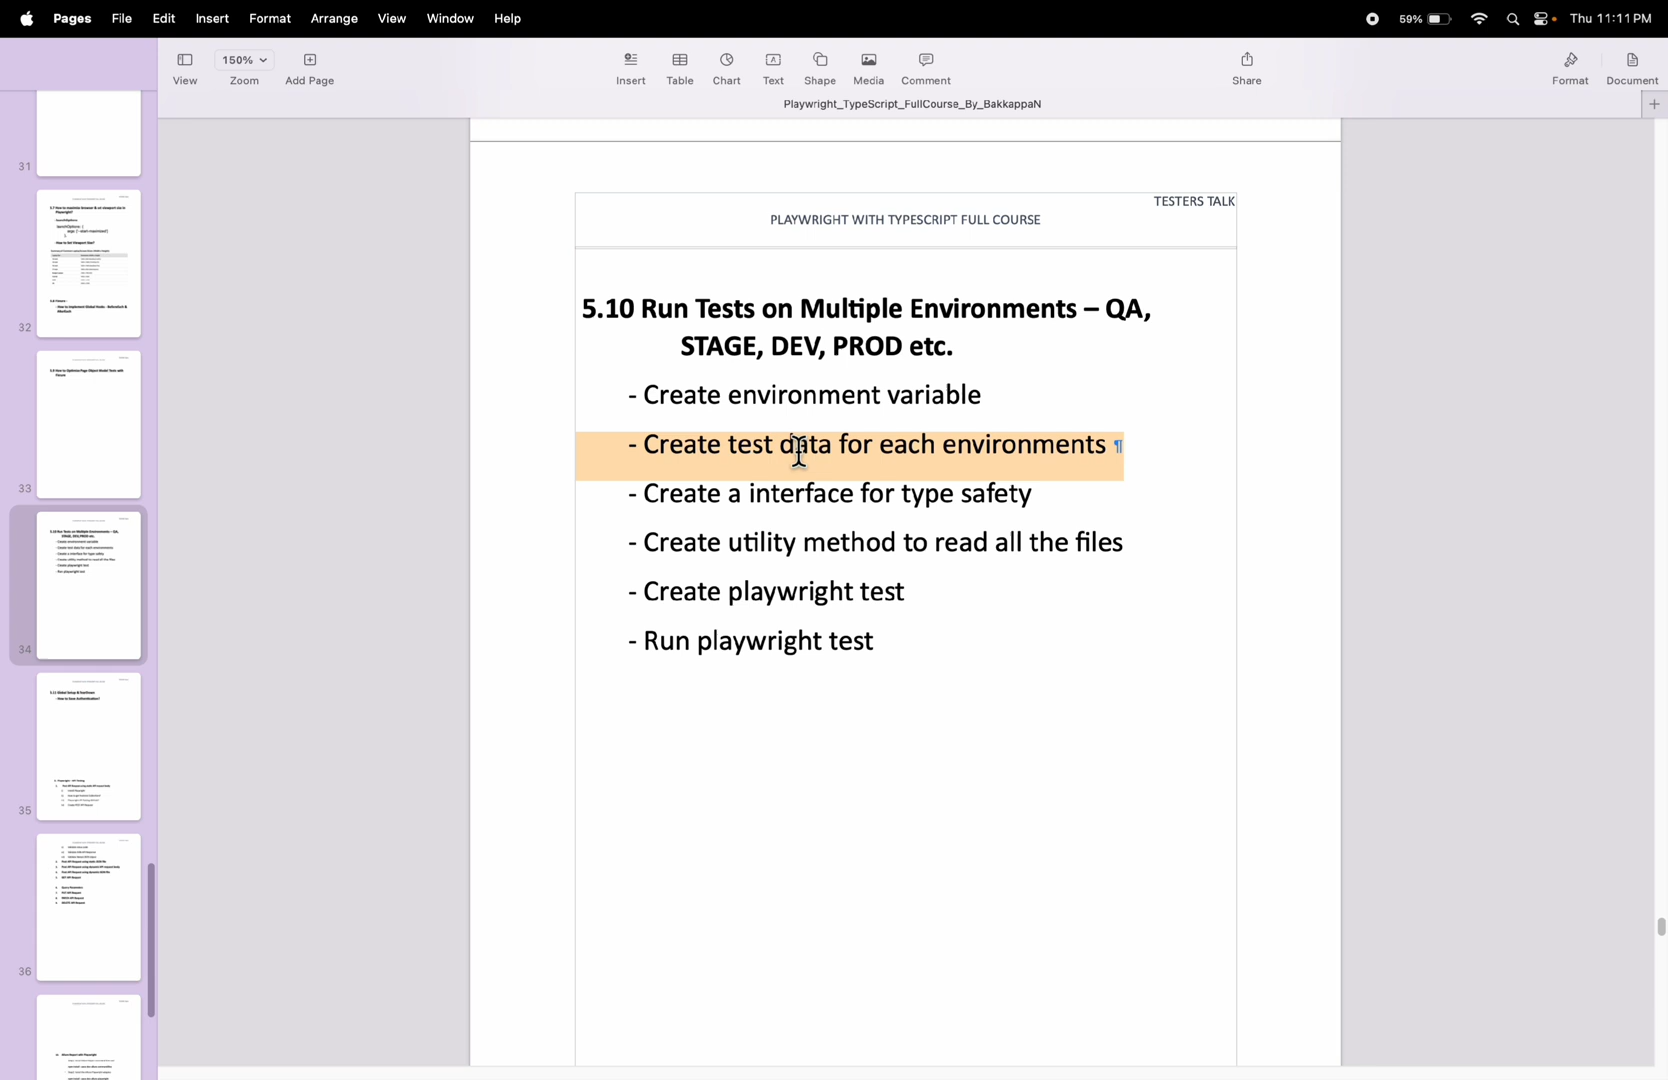 Pages File Edit Insert Format Arrange View Window Help
59% Thu 11:11 PM
150%
View Zoom Add Page Insert Table Chart Text Shape Media Comment Share Format Document
Playwright_TypeScript_FullCourse_By_BakkappaN
TESTERS TALK
PLAYWRIGHT WITH TYPESCRIPT FULL COURSE
5.10 Run Tests on Multiple Environments – QA,
STAGE, DEV, PROD etc.
- Create environment variable
- Create test data for each environments ¶
- Create a interface for type safety
- Create utility method to read all the files
- Create playwright test
- Run playwright test
31
32
33
34
35
36